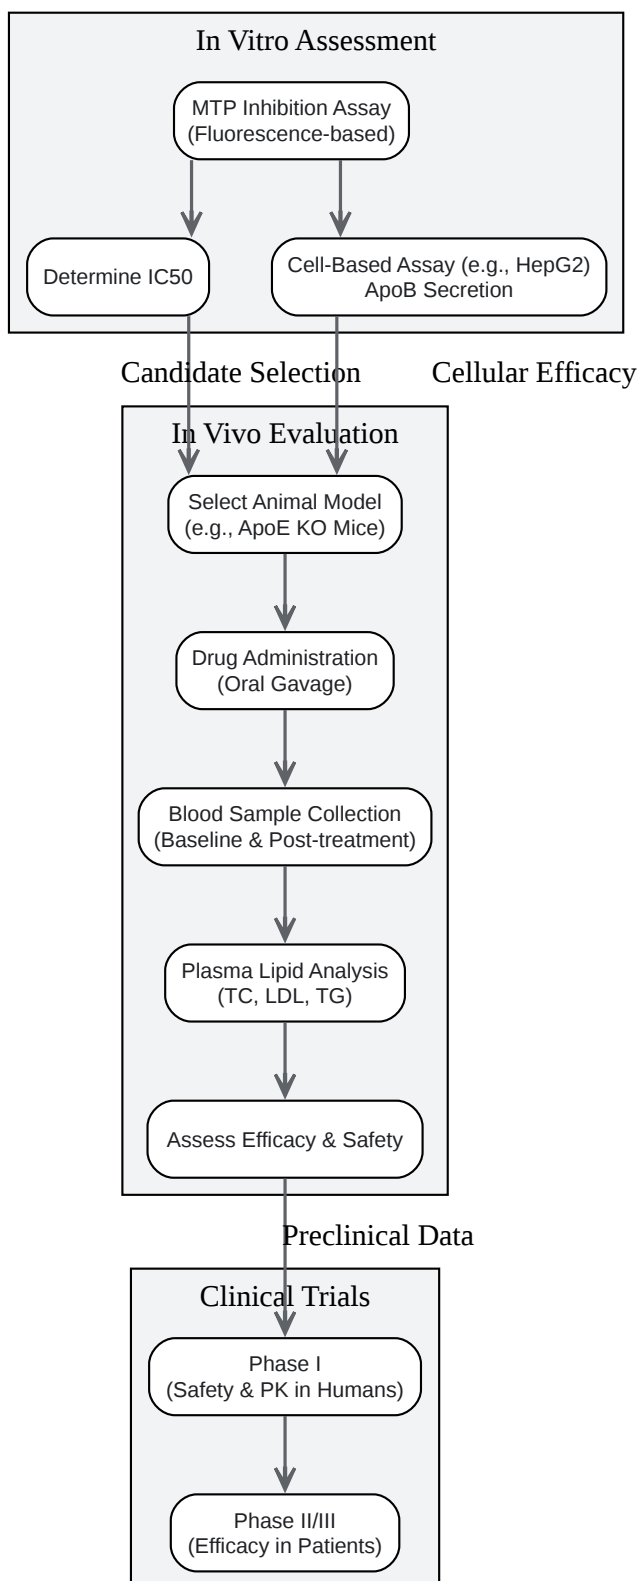 In Vitro Assessment
MTP Inhibition Assay
(Fluorescence-based)
Determine IC50
Cell-Based Assay (e.g., HepG2)
ApoB Secretion
Candidate Selection
Cellular Efficacy
In Vivo Evaluation
Select Animal Model
(e.g., ApoE KO Mice)
Drug Administration
(Oral Gavage)
Blood Sample Collection
(Baseline & Post-treatment)
Plasma Lipid Analysis
(TC, LDL, TG)
Assess Efficacy & Safety
Preclinical Data
Clinical Trials
Phase I
(Safety & PK in Humans)
Phase II/III
(Efficacy in Patients)